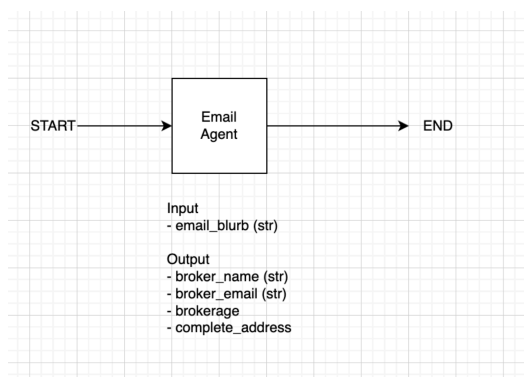 START
Email
Agent
END
Input
- email_blurb (str)
Output
- broker_name (str)
- broker_email (str)
- brokerage
- complete_address